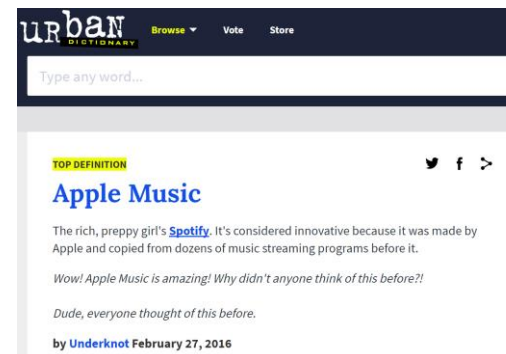 uRbaN
DICTIONARY
Browse Vote Store
Type any word...
TOP DEFINITION
Apple Music
The rich, preppy girl's Spotify. It's considered innovative because it was made by
Apple and copied from dozens of music streaming programs before it.
Wow! Apple Music is amazing! Why didn't anyone think of this before?!
Dude, everyone thought of this before.
by Underknot February 27, 2016